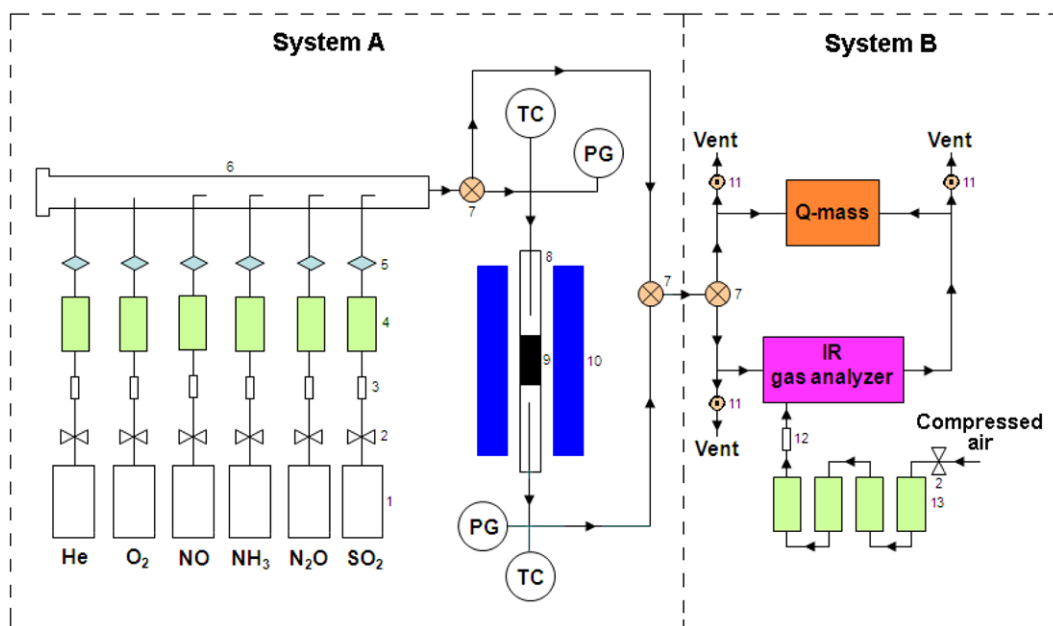 System A
System B
TC
PG
6
7
Vent
11
Vent
11
Q-mass
5
8
7
7
4
9
10
IR
gas analyzer
3
11
Vent
12
Compressed
air
2
2
1
13
PG
TC
He
O₂
NO
NH₃
N₂O
SO₂